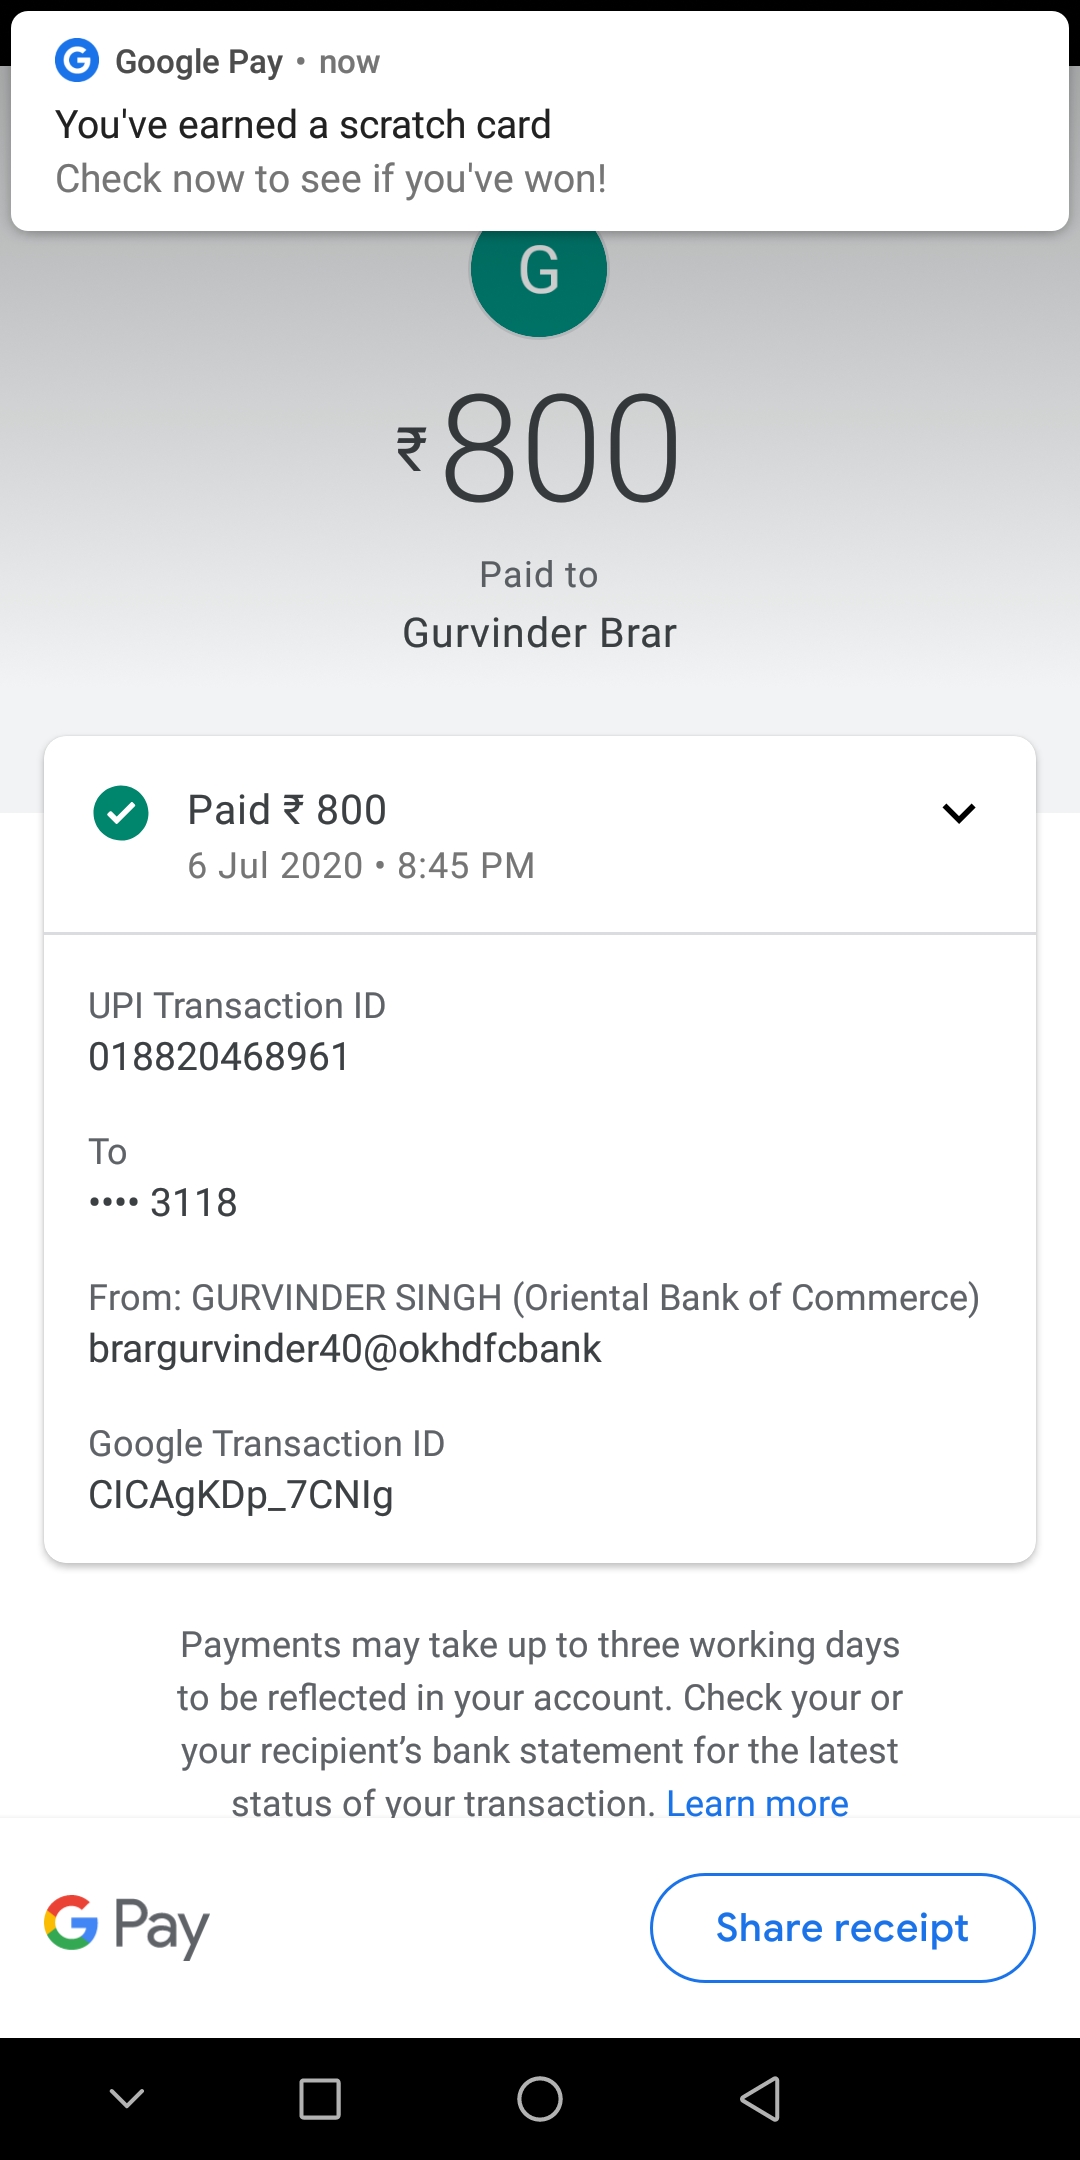 Google Pay • now
You've earned a scratch card
Check now to see if you've won!
G
₹800
Paid to
Gurvinder Brar
Paid ₹ 800
6 Jul 2020 • 8:45 PM
UPI Transaction ID
018820468961
To
•••• 3118
From: GURVINDER SINGH (Oriental Bank of Commerce)
brargurvinder40@okhdfcbank
Google Transaction ID
CICAgKDp_7CNIg
Payments may take up to three working days
to be reflected in your account. Check your or
your recipient’s bank statement for the latest
status of your transaction. Learn more
G Pay
Share receipt